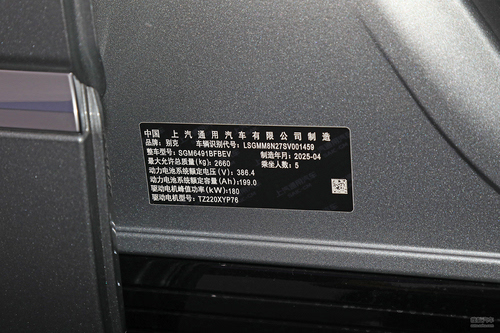 中国 上汽通用汽车有限公司制造
品牌：别克 车辆识别代号：LSGMM8N27SV001459
整车型号：SGM6491BFBEV 制造年月：2025-04
最大允许总质量(kg)：2660 乘坐人数：5
动力电池系统额定电压(V)：386.4
动力电池系统额定容量(Ah)：199.0
驱动电机峰值功率(kW)：180
驱动电机型号：TZ220XYP76